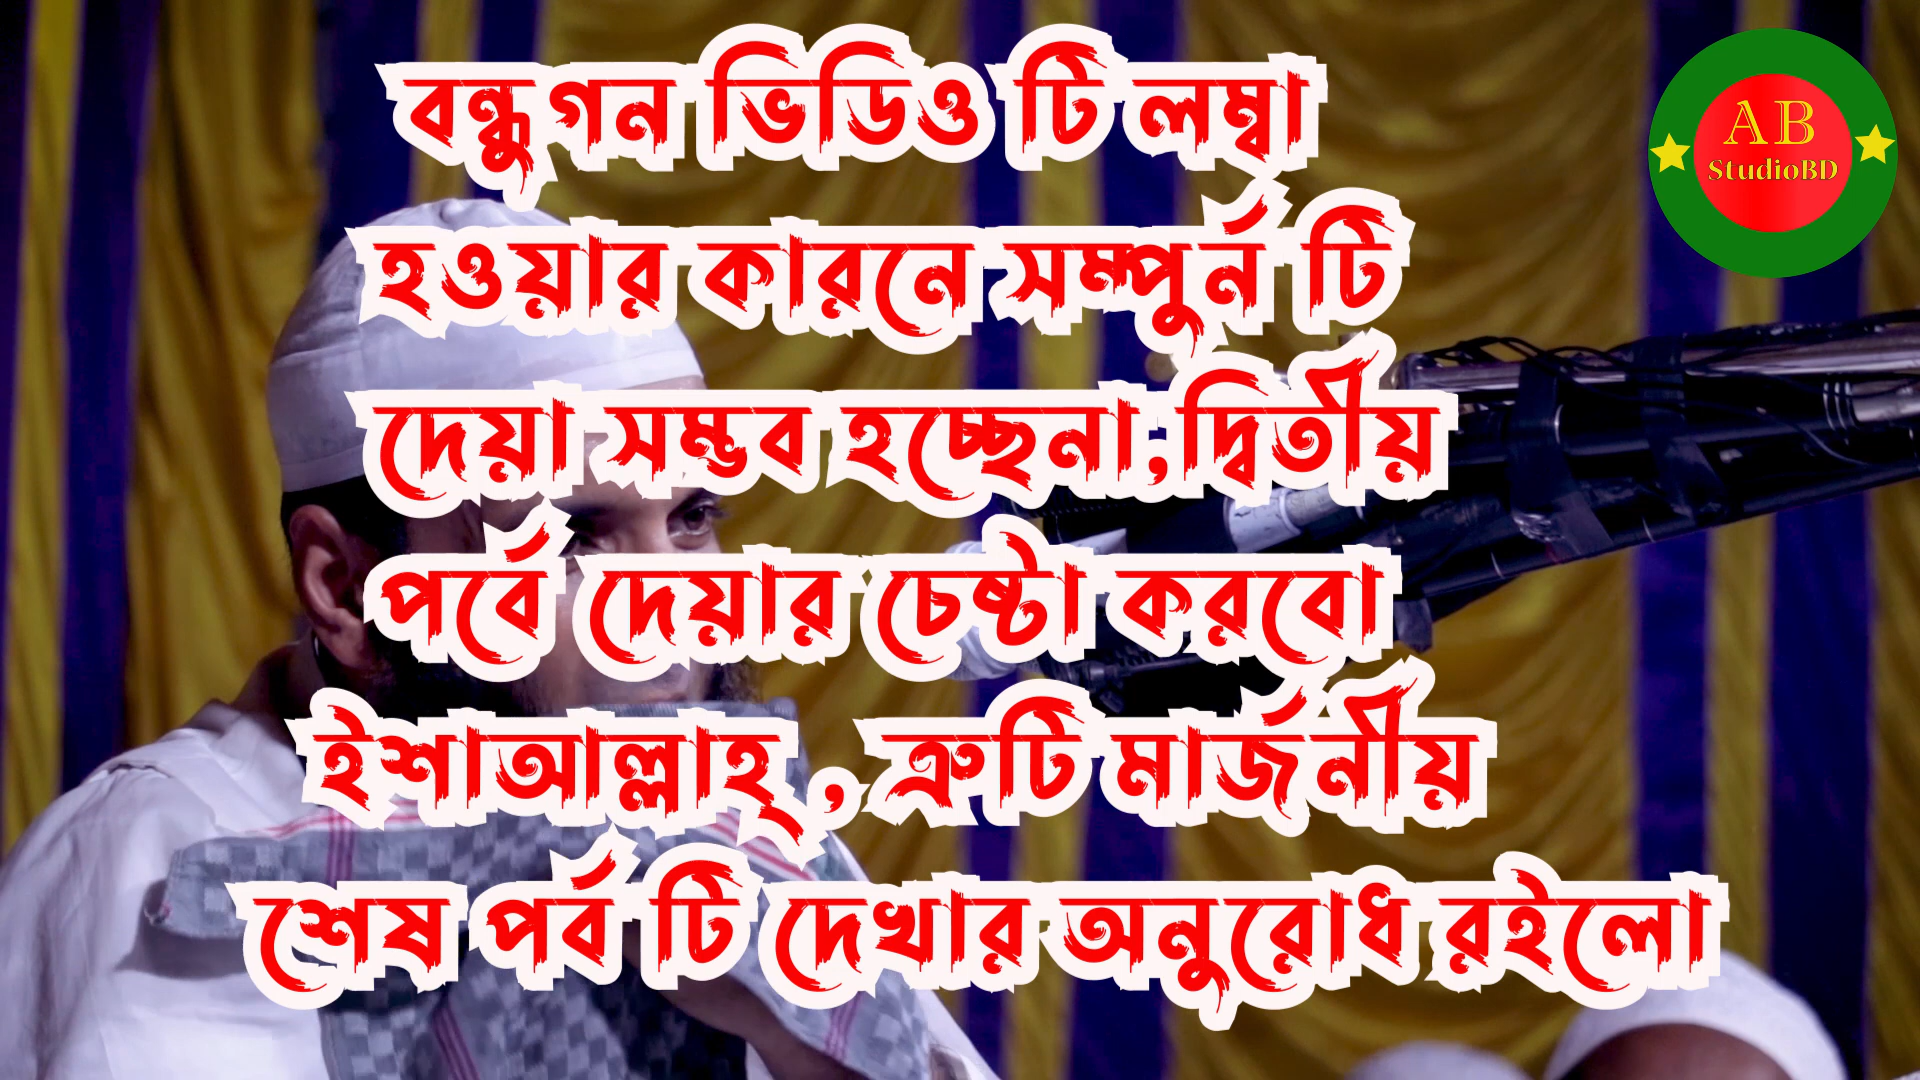 বন্ধুগন ভিডিও টি লম্বা
হওয়ার কারনে সম্পুর্ন টি
দেয়া সম্ভব হচ্ছেনা;দ্বিতীয়
পর্বে দেয়ার চেষ্টা করবো
ইশাআল্লাহ্ , ত্রুটি মার্জনীয়
শেষ পর্ব টি দেখার অনুরোধ রইলো
AB
StudioBD